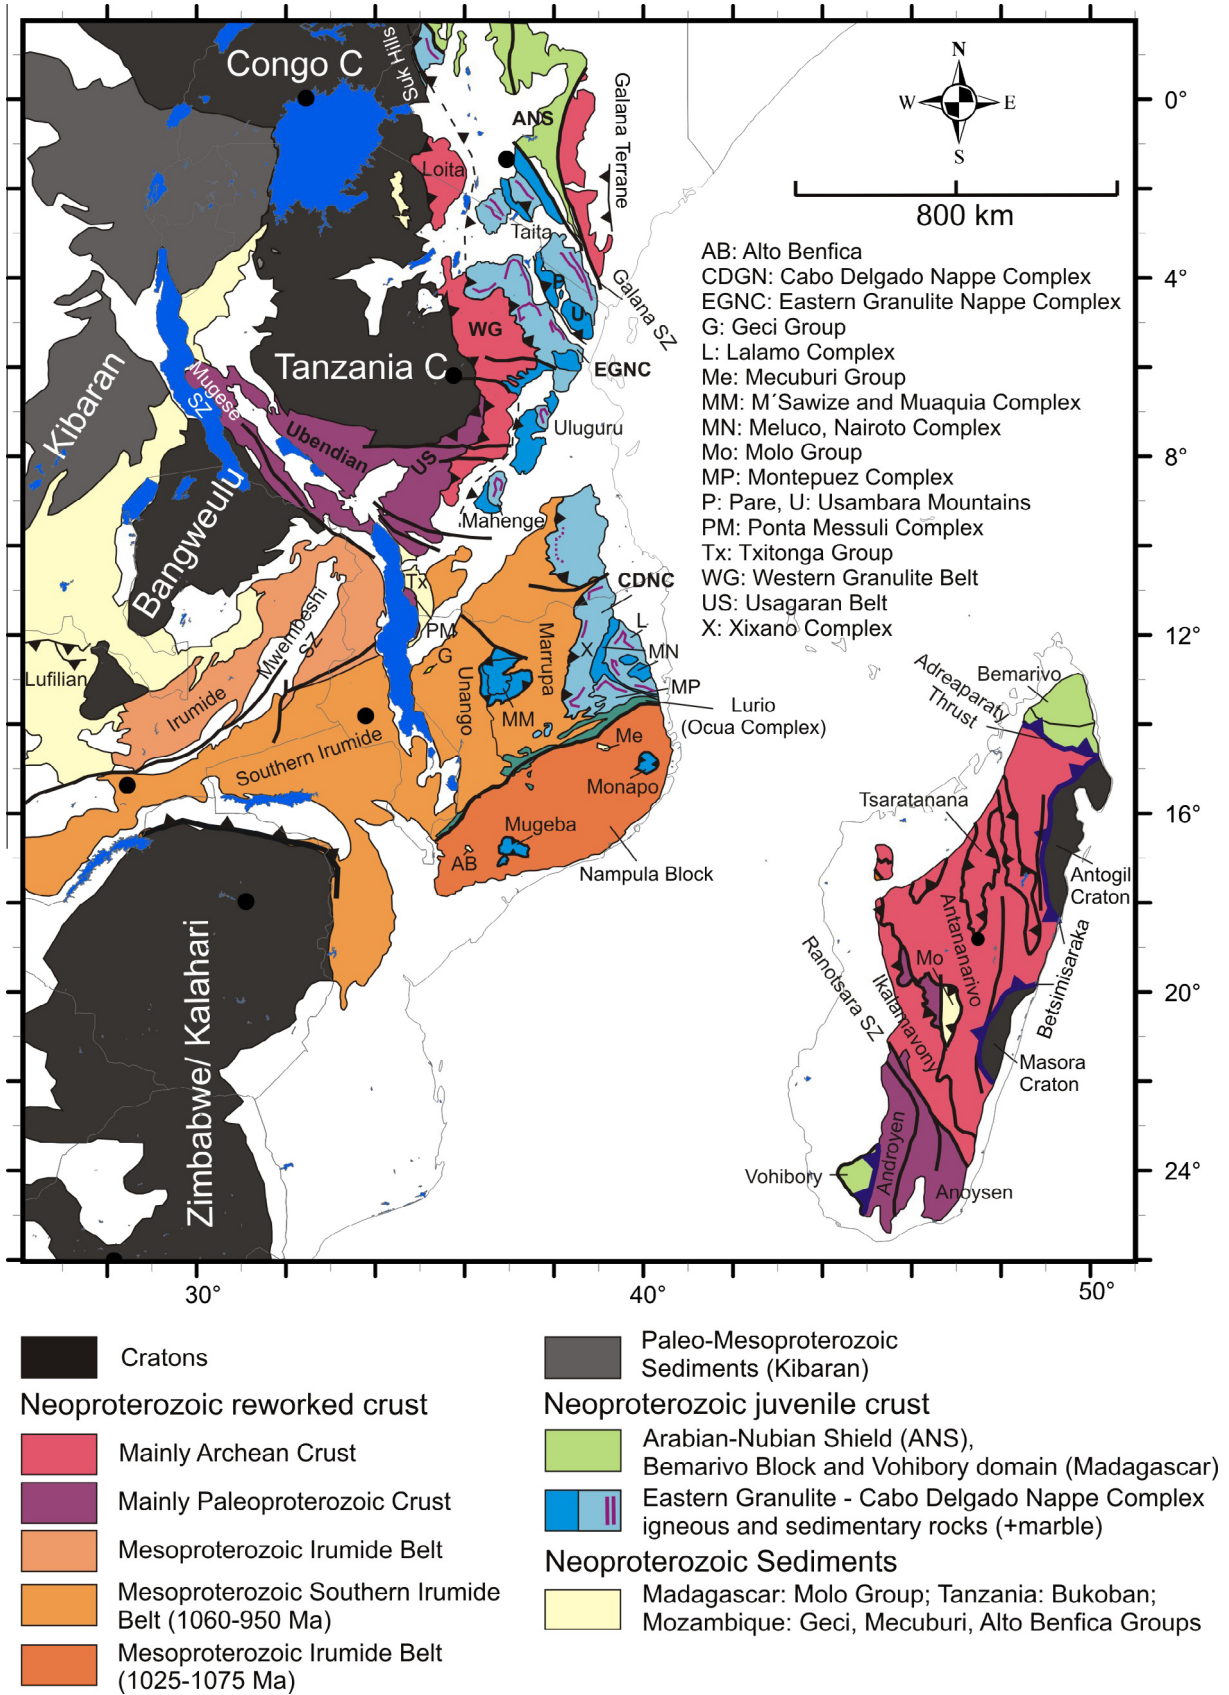 Congo C
Suk Hills
ANS
Galana Terrane
N
W
E
S
0°
800 km
Loita
Taita
Galana SZ
4°
AB: Alto Benfica
CDGN: Cabo Delgado Nappe Complex
EGNC: Eastern Granulite Nappe Complex
G: Geci Group
L: Lalamo Complex
Me: Mecuburi Group
MM: M´Sawize and Muaquia Complex
MN: Meluco, Nairoto Complex
Mo: Molo Group
MP: Montepuez Complex
P: Pare, U: Usambara Mountains
PM: Ponta Messuli Complex
Tx: Txitonga Group
WG: Western Granulite Belt
US: Usagaran Belt
X: Xixano Complex
P
U
WG
EGNC
Tanzania C
Kibaran
Mugese
SZ
Ubendian
US
Uluguru
8°
Mahenge
Bangweulu
CDNC
Tx
PM
G
L
X
MN
MP
12°
Mwembeshi
SZ
Marrupa
Unango
MM
Lufilian
Irumide
Southern Irumide
Lurio
(Ocua Complex)
Me
Monapo
Mugeba
AB
Nampula Block
Adreaparaty
Thrust
Bemarivo
Tsaratanana
16°
Antogil
Craton
Antananarivo
Mo
Ranotsara SZ
Ikalamavony
Betsimisaraka
20°
Masora
Craton
Zimbabwe/ Kalahari
Vohibory
Androyen
Anoysen
24°
30°
40°
50°
Cratons
Neoproterozoic reworked crust
Mainly Archean Crust
Mainly Paleoproterozoic Crust
Mesoproterozoic Irumide Belt
Mesoproterozoic Southern Irumide
Belt (1060-950 Ma)
Mesoproterozoic Irumide Belt
(1025-1075 Ma)
Paleo-Mesoproterozoic
Sediments (Kibaran)
Neoproterozoic juvenile crust
Arabian-Nubian Shield (ANS),
Bemarivo Block and Vohibory domain (Madagascar)
Eastern Granulite - Cabo Delgado Nappe Complex
igneous and sedimentary rocks (+marble)
Neoproterozoic Sediments
Madagascar: Molo Group; Tanzania: Bukoban;
Mozambique: Geci, Mecuburi, Alto Benfica Groups